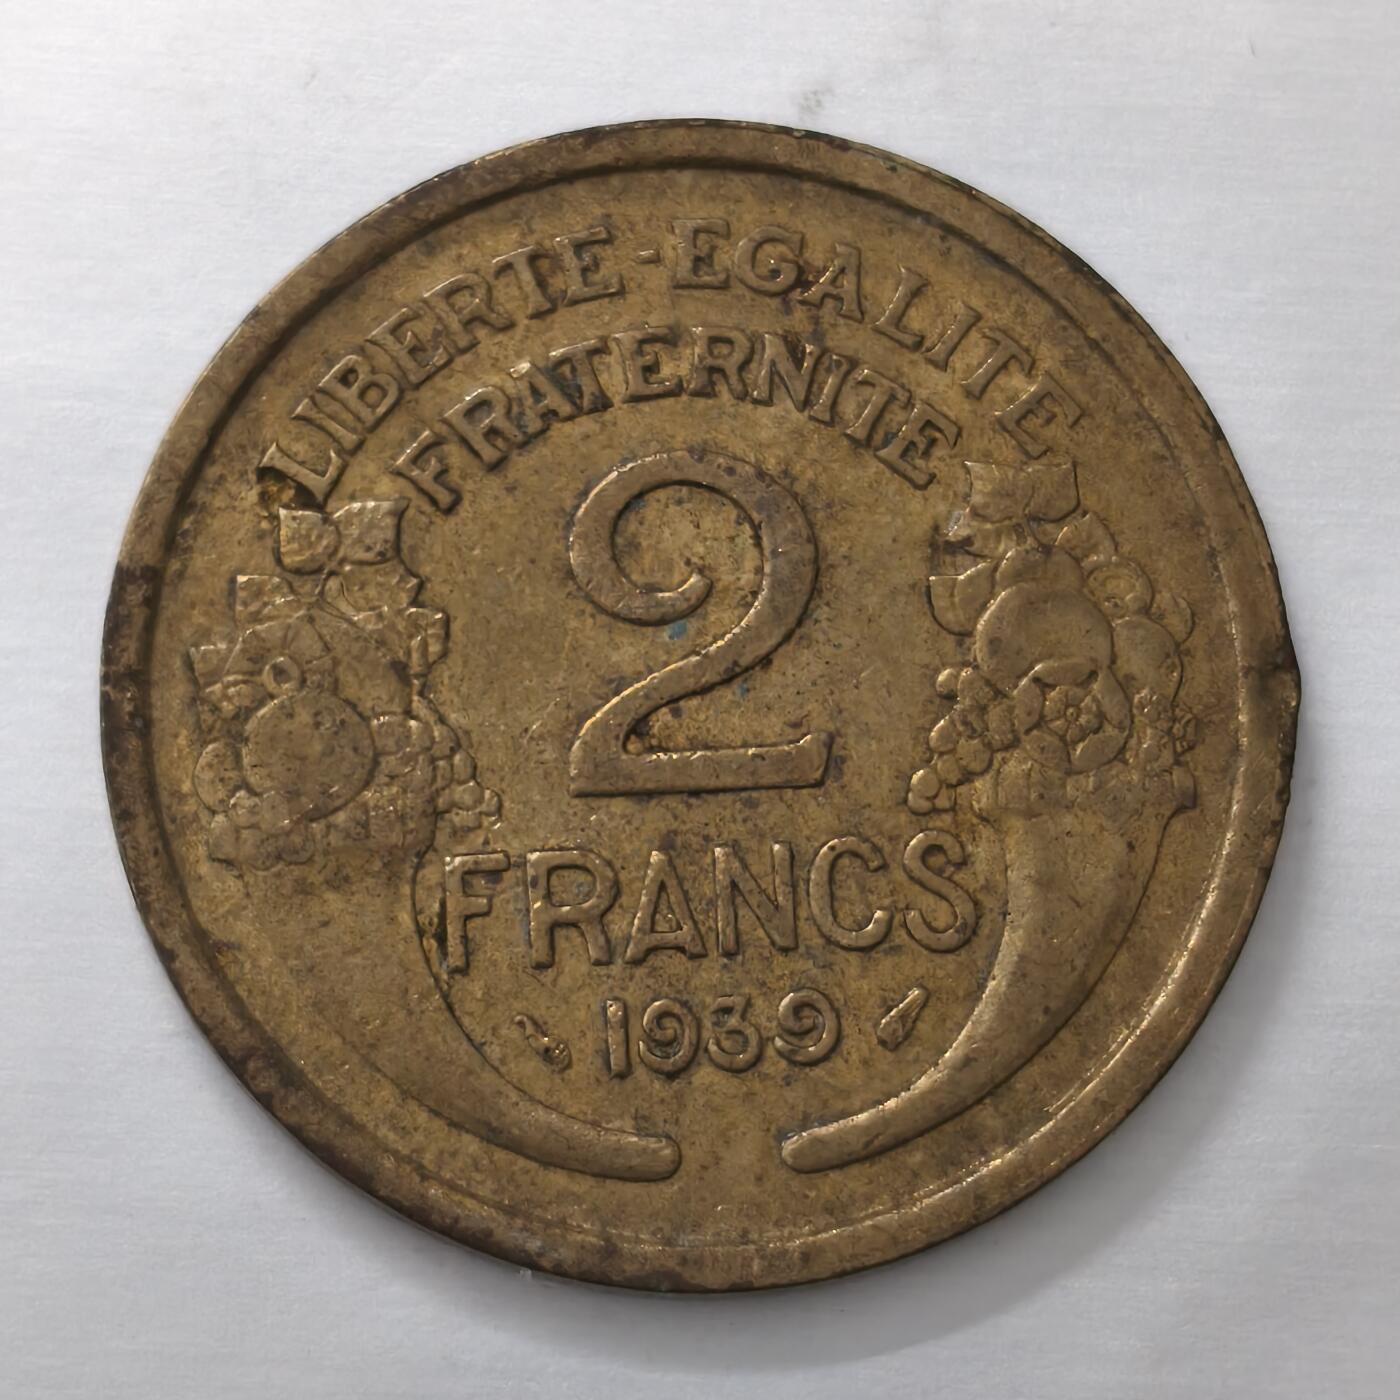 LIBERTE-EGALITE
FRATERNITE
2
FRANCS
1939